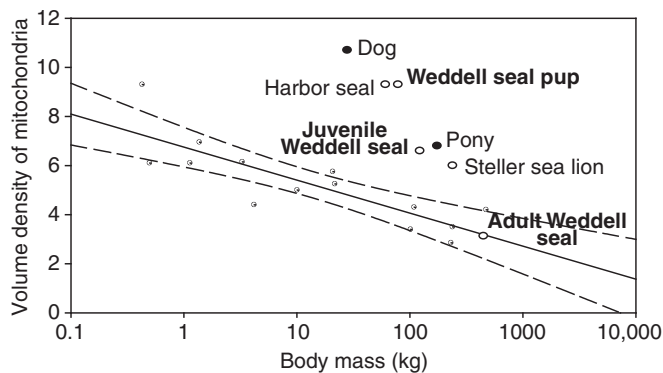 12
10
8
6
4
2
0
Volume density of mitochondria
Dog
Harbor seal
Weddell seal pup
Juvenile
Weddell seal
Pony
Steller sea lion
Adult Weddell
seal
0.1
1
10
100
1000
10,000
Body mass (kg)